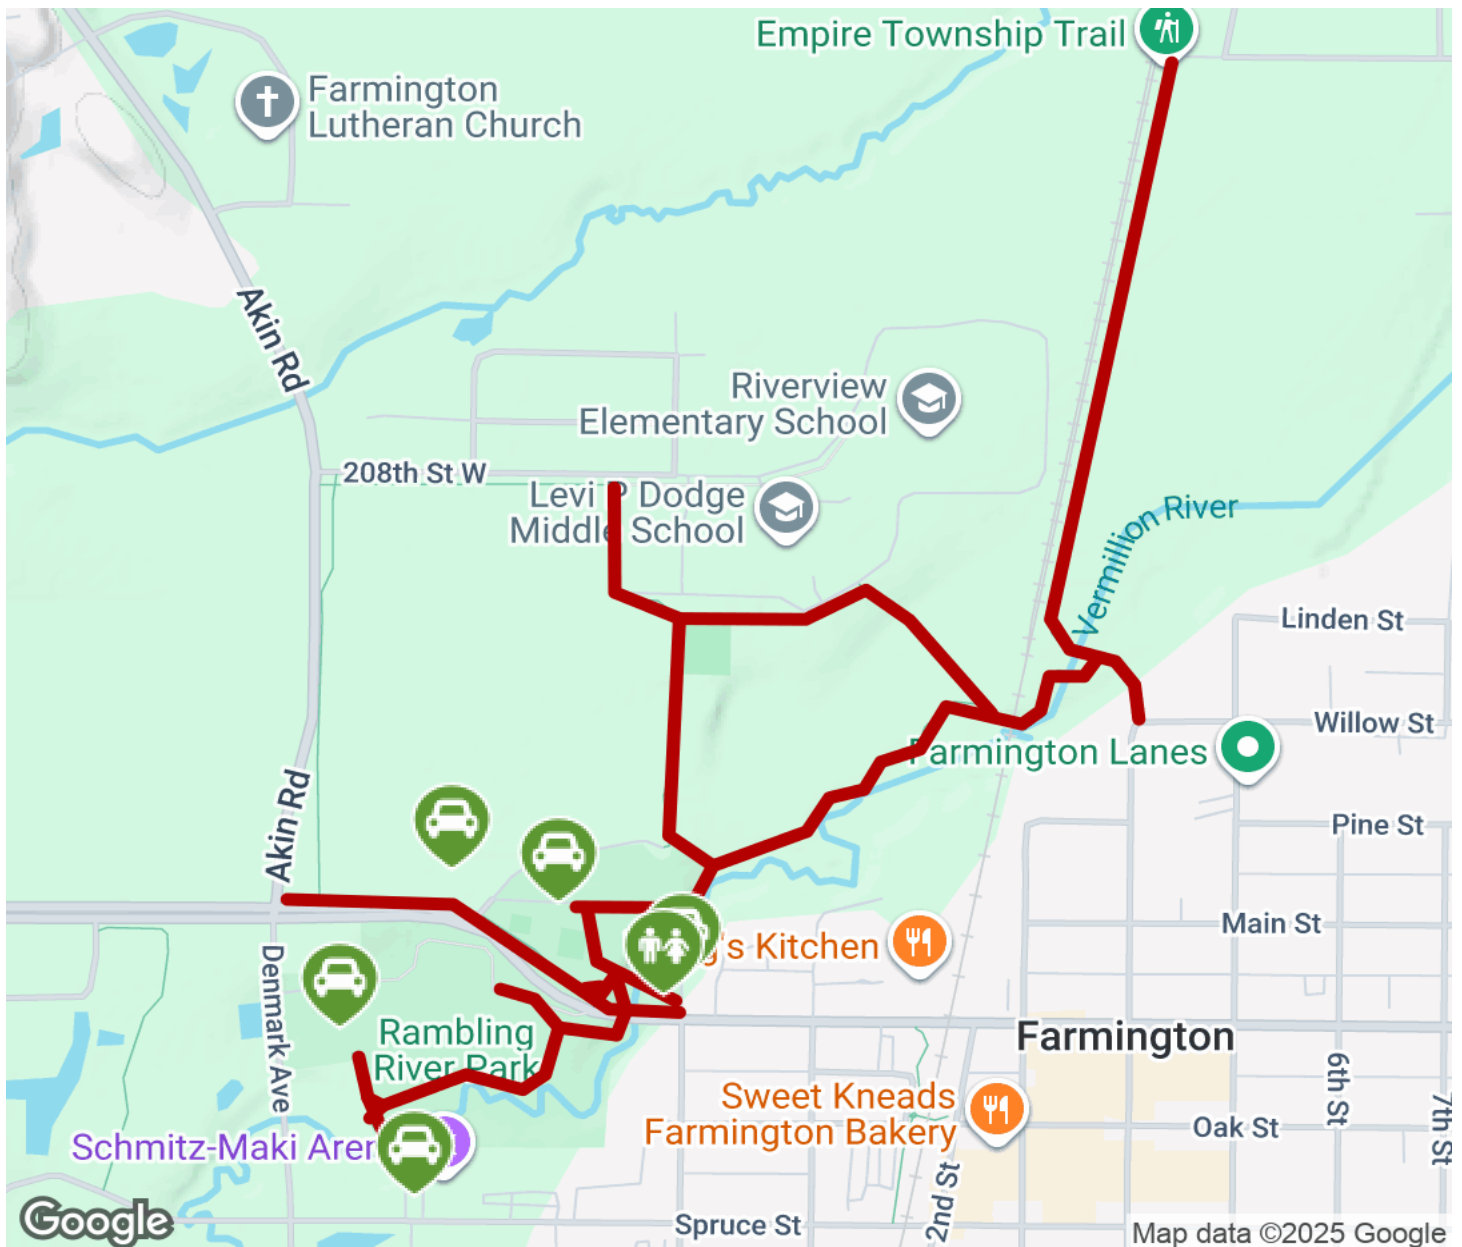 Empire Township Trail
Farmington
Lutheran Church
Akin Rd
Riverview
Elementary School
208th St W
Levi P Dodge
Middle School
Vermillion River
Linden St
Willow St
Farmington Lanes
Akin Rd
Pine St
Main St
g's Kitchen
Denmark Ave
Rambling
River Park
Farmington
6th St
7th St
Sweet Kneads
Farmington Bakery
Oak St
Schmitz-Maki Aren
2nd St
Spruce St
Google
Map data ©2025 Google